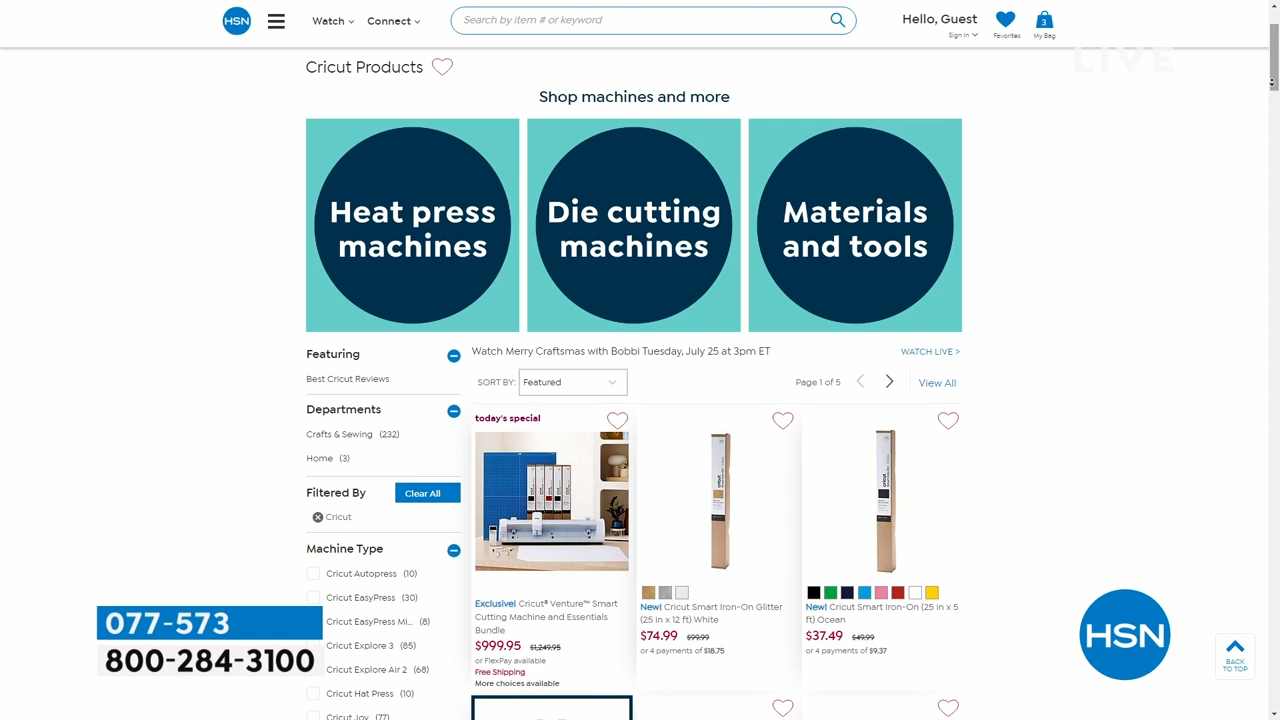 HSN
Watch
Connect
Search by item # or keyword
Hello, Guest
Sign In
Favorites
3
My Bag
LIVE
Cricut Products
Shop machines and more
Heat press
machines
Die cutting
machines
Materials
and tools
Featuring
Best Cricut Reviews
Departments
Crafts & Sewing (232)
Home (3)
Filtered By
Clear All
Cricut
Machine Type
Cricut Autopress (10)
Cricut EasyPress (30)
Cricut EasyPress Mi... (8)
Cricut Explore 3 (85)
Cricut Explore Air 2 (68)
Cricut Hat Press (10)
Cricut Joy (77)
Watch Merry Craftsmas with Bobbi Tuesday, July 25 at 3pm ET
WATCH LIVE >
SORT BY: Featured
Page 1 of 5
View All
today's special
Exclusive! Cricut® Venture™ Smart
Cutting Machine and Essentials
Bundle
$999.95 $1,249.95
or FlexPay available
Free Shipping
More choices available
cricut
New! Cricut Smart Iron-On Glitter
(25 in x 12 ft) White
$74.99 $99.99
or 4 payments of $18.75
cricut
New! Cricut Smart Iron-On (25 in x 5
ft) Ocean
$37.49 $49.99
or 4 payments of $9.37
077-573
800-284-3100
HSN
BACK
TO TOP